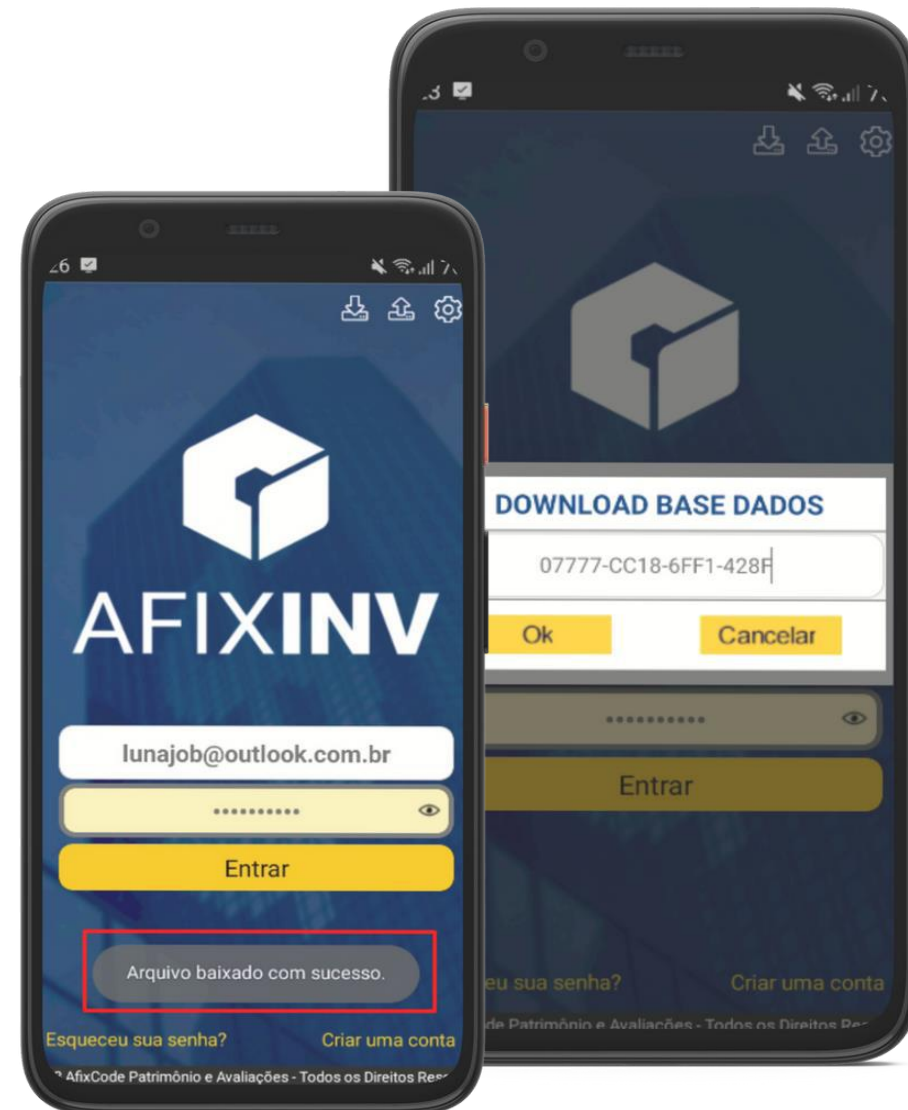 AFIXINV
lunajob@outlook.com.br
Entrar
Arquivo baixado com sucesso.
Esqueceu sua senha?
Criar uma conta
AfixCode Patrimônio e Avaliações - Todos os Direitos
DOWNLOAD BASE DADOS
07777-CC18-6FF1-428F
Ok
Cancelar
Entrar
sua senha?
Criar uma conta
Patrimônio e Avaliações - Todos os Direitos